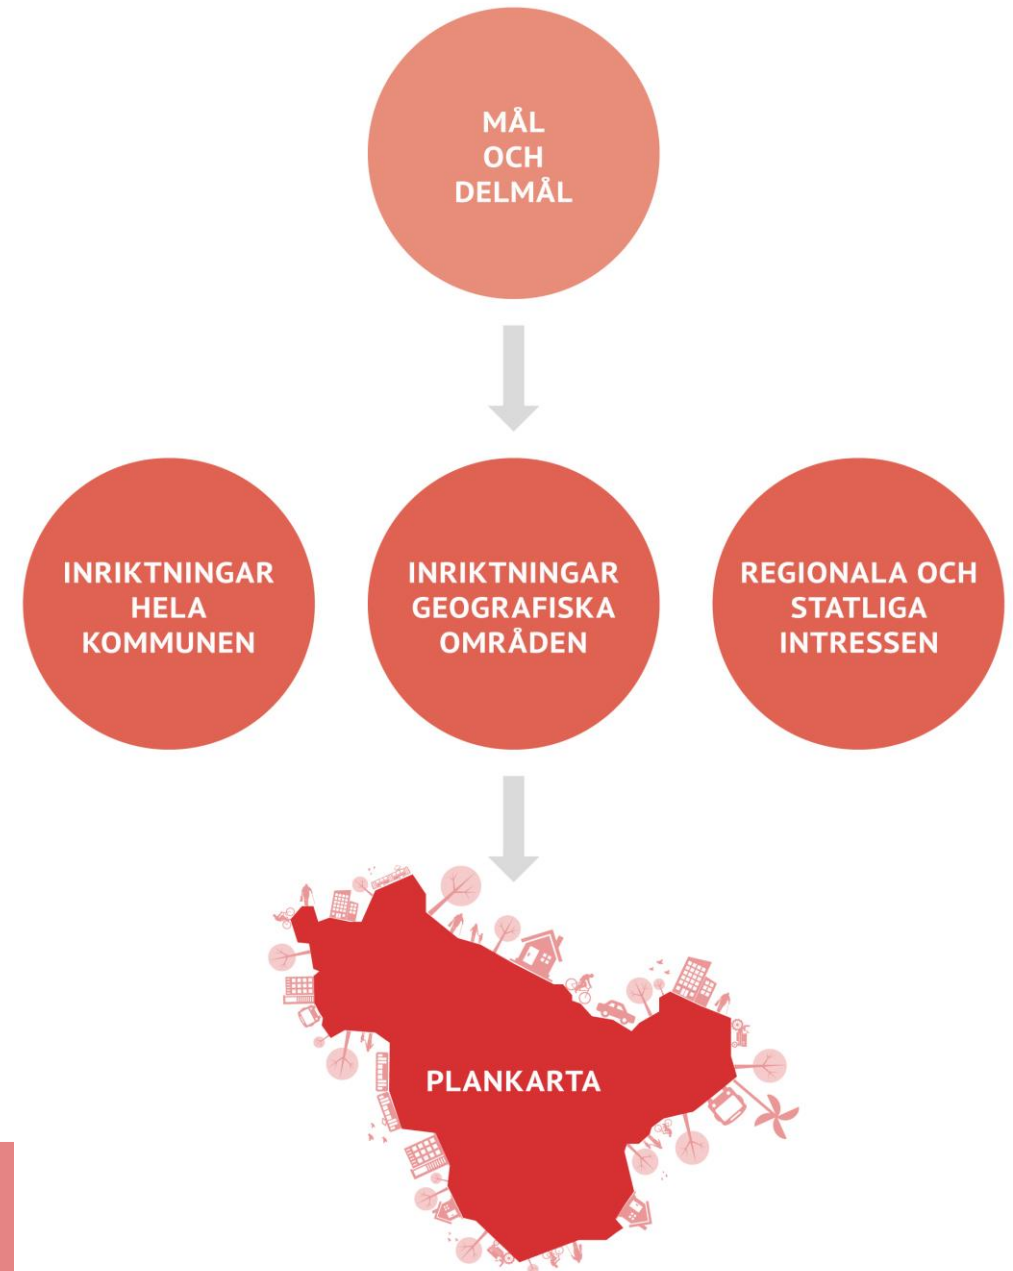 MÅL
OCH
DELMÅL
INRIKTNINGAR
HELA
KOMMUNEN
INRIKTNINGAR
GEOGRAFISKA
OMRÅDEN
REGIONALA OCH
STATLIGA
INTRESSEN
PLANKARTA